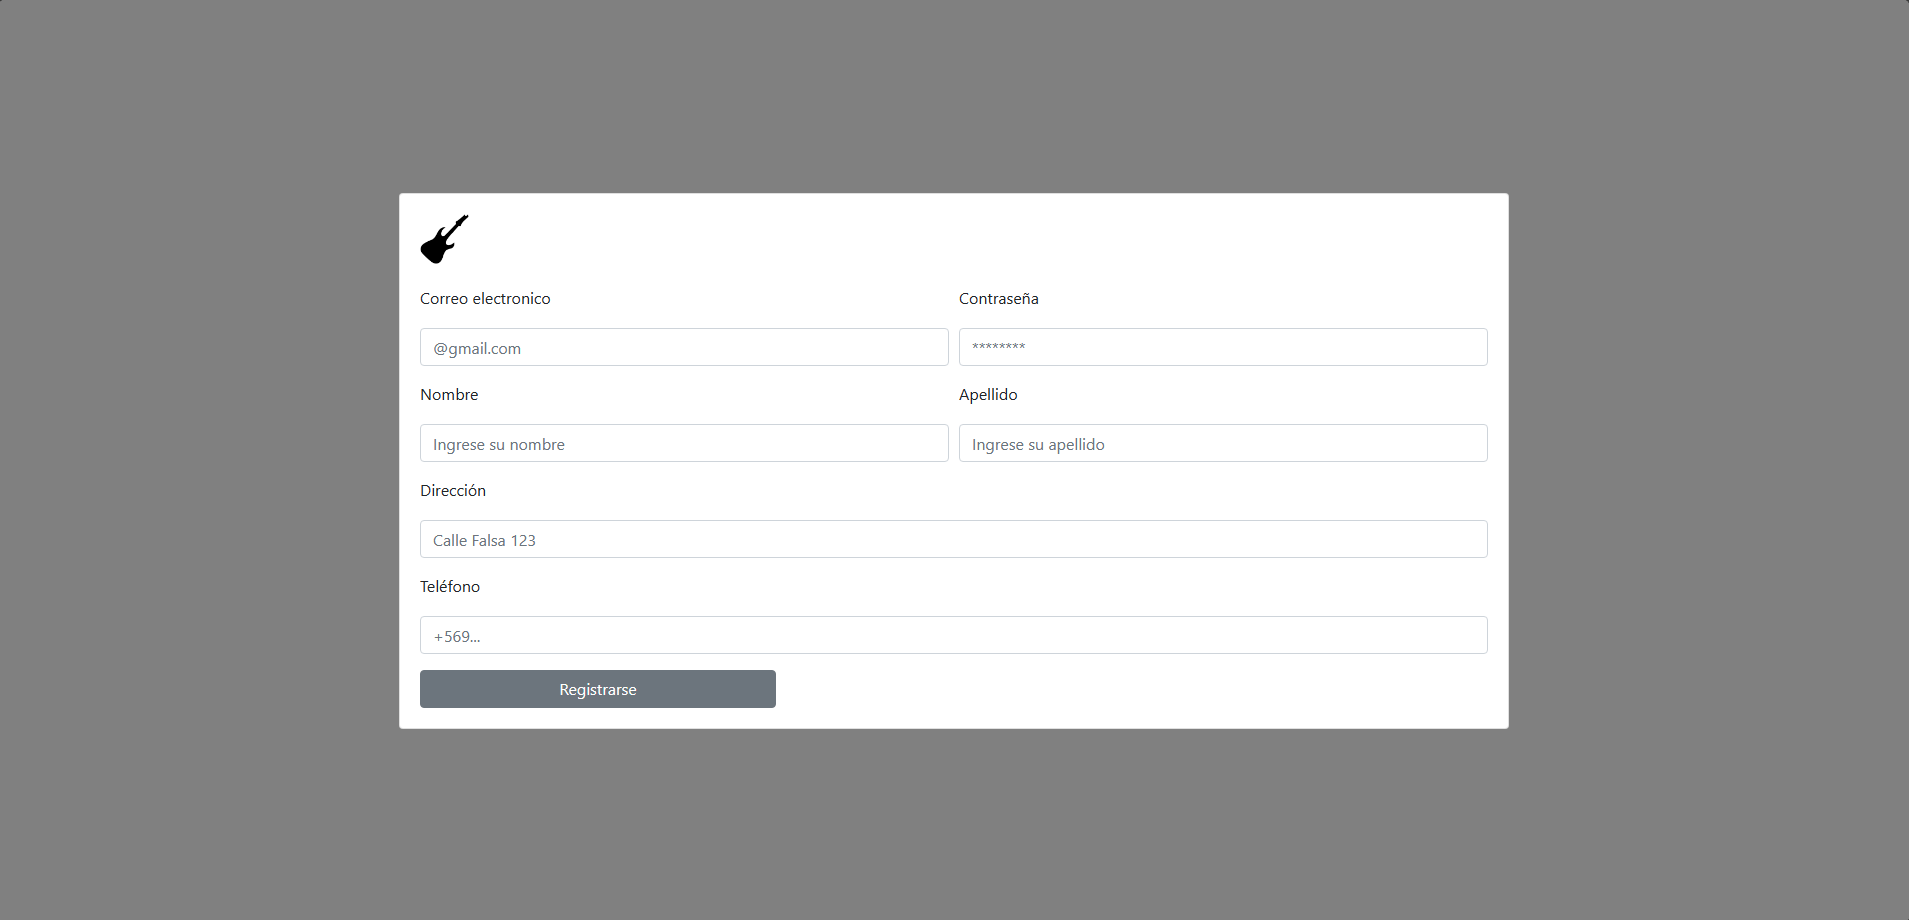 Correo electronico
Contraseña
@gmail.com
********
Nombre
Apellido
Ingrese su nombre
Ingrese su apellido
Dirección
Calle Falsa 123
Teléfono
+569...
Registrarse